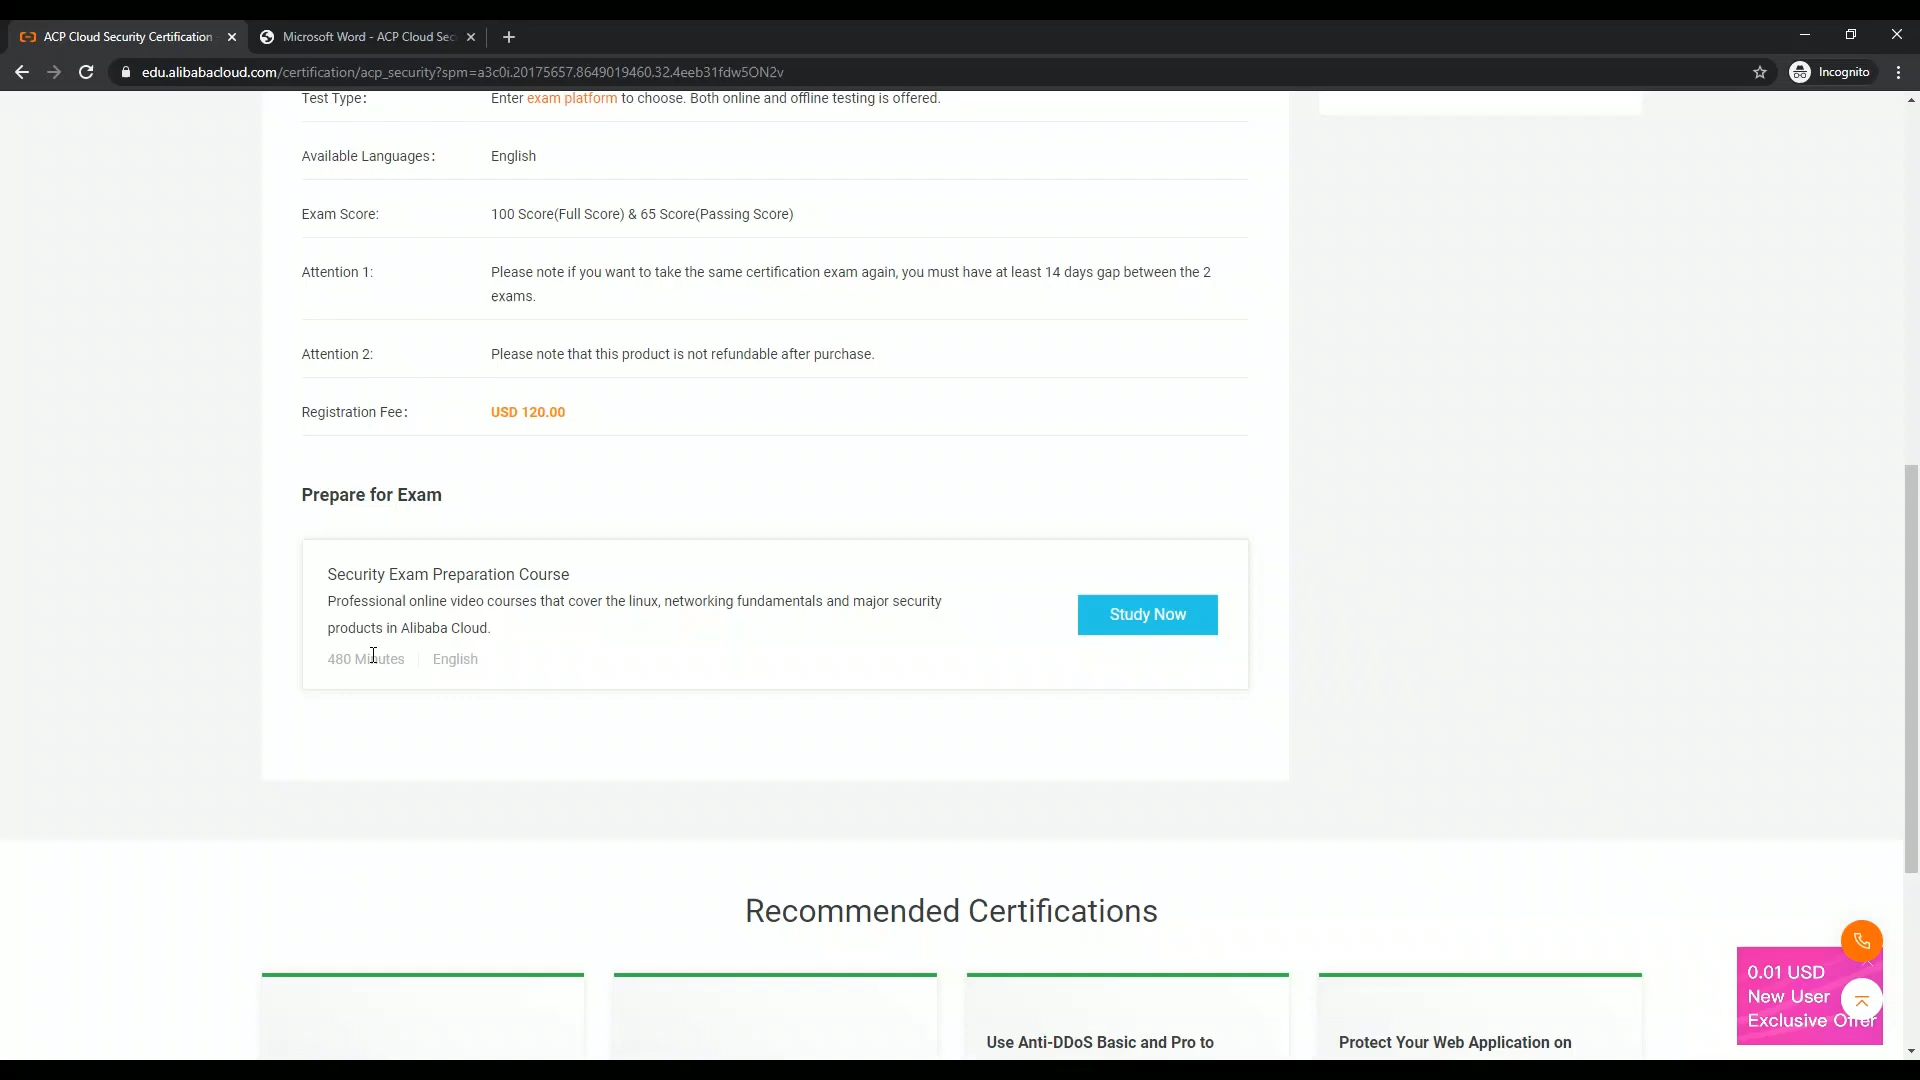 ACP Cloud Security Certification
Microsoft Word - ACP Cloud Sec
edu.alibabacloud.com/certification/acp_security?spm=a3c0i.20175657.8649019460.32.4eeb31fdw5ON2v
Incognito
Test Type: Enter exam platform to choose. Both online and offline testing is offered.
Available Languages: English
Exam Score: 100 Score(Full Score) & 65 Score(Passing Score)
Attention 1: Please note if you want to take the same certification exam again, you must have at least 14 days gap between the 2
exams.
Attention 2: Please note that this product is not refundable after purchase.
Registration Fee: USD 120.00
Prepare for Exam
Security Exam Preparation Course
Professional online video courses that cover the linux, networking fundamentals and major security
products in Alibaba Cloud.
Study Now
480 Minutes English
Recommended Certifications
0.01 USD
New User
Exclusive Offer
Use Anti-DDoS Basic and Pro to
Protect Your Web Application on